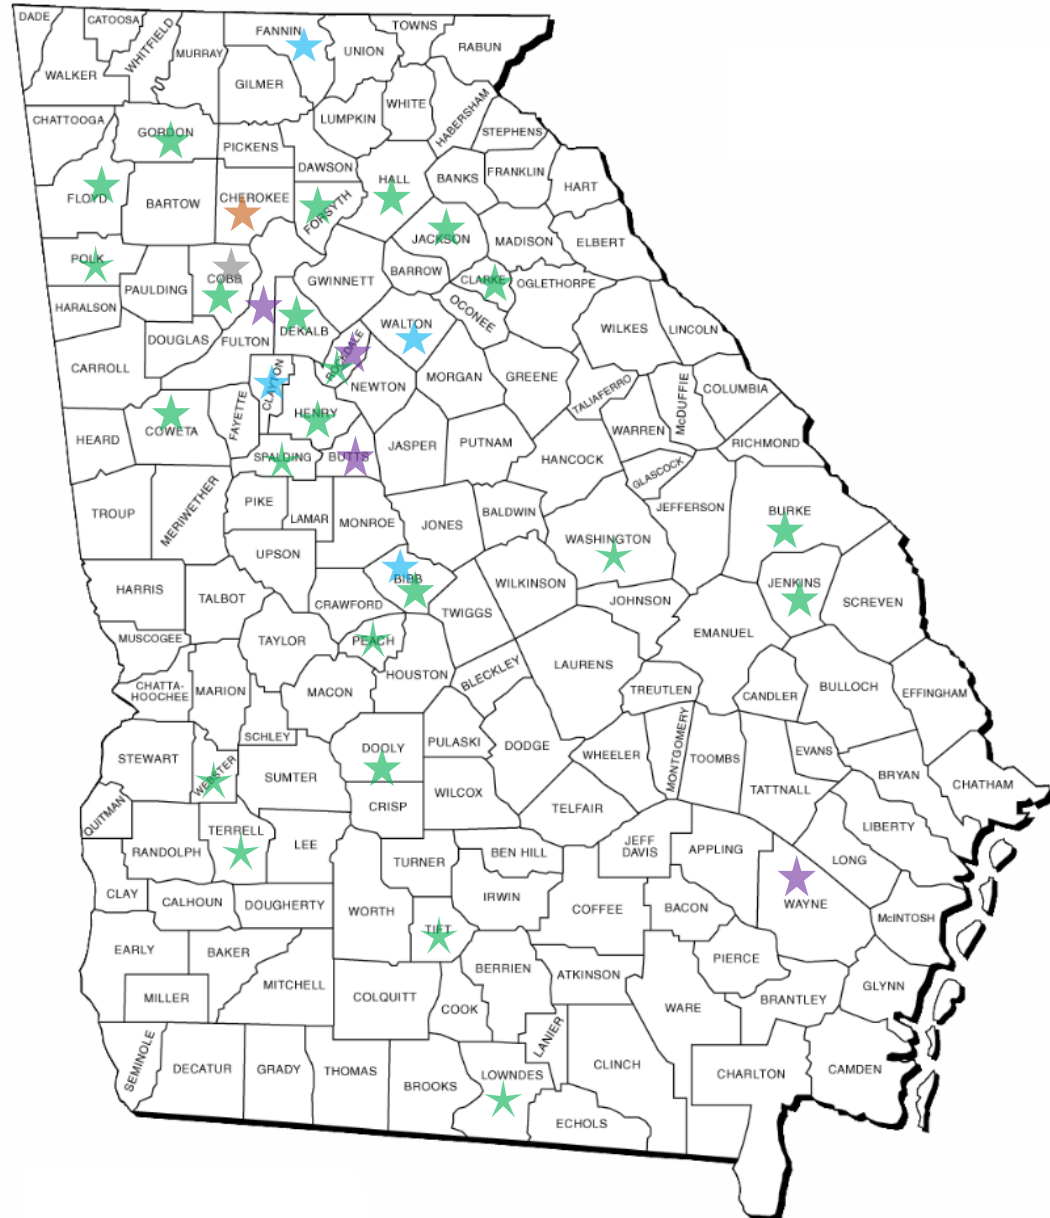 DADE
CATOOSA
WHITFIELD
MURRAY
FANNIN
UNION
TOWNS
RABUN
WALKER
GILMER
WHITE
HABERSHAM
LUMPKIN
CHATTOOGA
GORDON
PICKENS
STEPHENS
DAWSON
HALL
BANKS
FRANKLIN
HART
FLOYD
BARTOW
CHEROKEE
FORSYTH
JACKSON
MADISON
ELBERT
POLK
COBB
GWINNETT
BARROW
CLARKE
OGLETHORPE
PAULDING
HARALSON
OCONEE
DOUGLAS
FULTON
DEKALB
ROCKDALE
WALTON
WILKES
LINCOLN
CARROLL
CLAYTON
NEWTON
MORGAN
GREENE
TALIAFERRO
McDUFFIE
COLUMBIA
HEARD
COWETA
FAYETTE
HENRY
JASPER
PUTNAM
HANCOCK
WARREN
RICHMOND
SPALDING
BUTTS
GLASCOCK
TROUP
MERIWETHER
PIKE
LAMAR
MONROE
JONES
BALDWIN
JEFFERSON
BURKE
WASHINGTON
UPSON
HARRIS
TALBOT
CRAWFORD
BIBB
TWIGGS
WILKINSON
JOHNSON
JENKINS
SCREVEN
MUSCOGEE
TAYLOR
PEACH
EMANUEL
HOUSTON
BLECKLEY
LAURENS
CHATTA-
HOOCHEE
MARION
MACON
TREUTLEN
CANDLER
BULLOCH
EFFINGHAM
SCHLEY
STEWART
WEBSTER
SUMTER
DOOLY
PULASKI
DODGE
WHEELER
MONTGOMERY
TOOMBS
EVANS
TATTNALL
BRYAN
CHATHAM
QUITMAN
CRISP
WILCOX
TELFAIR
LIBERTY
TERRELL
RANDOLPH
LEE
TURNER
BEN HILL
JEFF
DAVIS
APPLING
LONG
CLAY
CALHOUN
DOUGHERTY
WORTH
IRWIN
COFFEE
BACON
WAYNE
McINTOSH
EARLY
BAKER
TIFT
MITCHELL
BERRIEN
ATKINSON
PIERCE
MILLER
COLQUITT
COOK
WARE
BRANTLEY
GLYNN
SEMINOLE
DECATUR
GRADY
THOMAS
BROOKS
LOWNDES
LANIER
CLINCH
CHARLTON
CAMDEN
ECHOLS